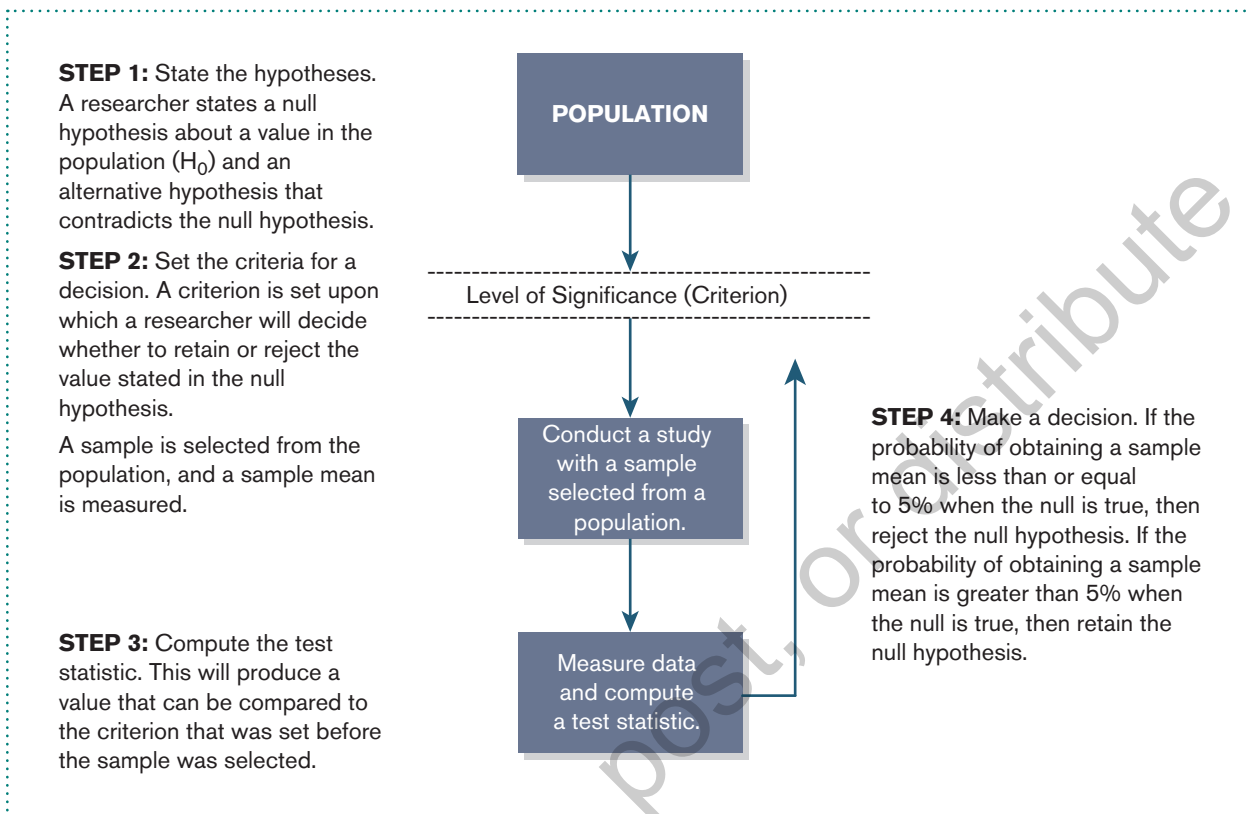 STEP 1: State the hypotheses.
A researcher states a null
hypothesis about a value in the
population (H₀) and an
alternative hypothesis that
contradicts the null hypothesis.
STEP 2: Set the criteria for a
decision. A criterion is set upon
which a researcher will decide
whether to retain or reject the
value stated in the null
hypothesis.
A sample is selected from the
population, and a sample mean
is measured.
STEP 3: Compute the test
statistic. This will produce a
value that can be compared to
the criterion that was set before
the sample was selected.
POPULATION
Level of Significance (Criterion)
Conduct a study
with a sample
selected from a
population.
Measure data
and compute
a test statistic.
STEP 4: Make a decision. If the
probability of obtaining a sample
mean is less than or equal
to 5% when the null is true, then
reject the null hypothesis. If the
probability of obtaining a sample
mean is greater than 5% when
the null is true, then retain the
null hypothesis.
post, or distribute